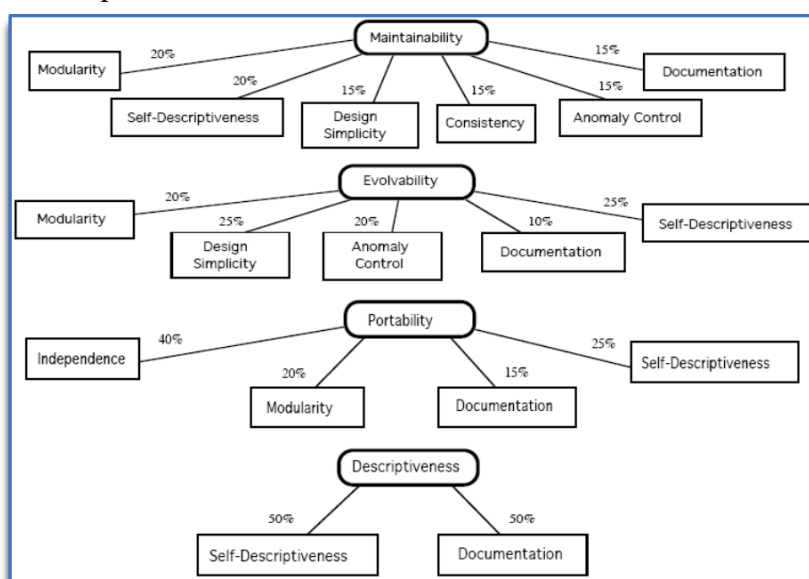 Maintainability
20%
15%
Modularity
Documentation
20%
15%
15%
15%
Self-Descriptiveness
Design
Simplicity
Consistency
Anomaly Control
Evolvability
20%
25%
Modularity
25%
20%
10%
Self-Descriptiveness
Design
Simplicity
Anomaly
Control
Documentation
Portability
40%
25%
Independence
Self-Descriptiveness
20%
15%
Modularity
Documentation
Descriptiveness
50%
50%
Self-Descriptiveness
Documentation